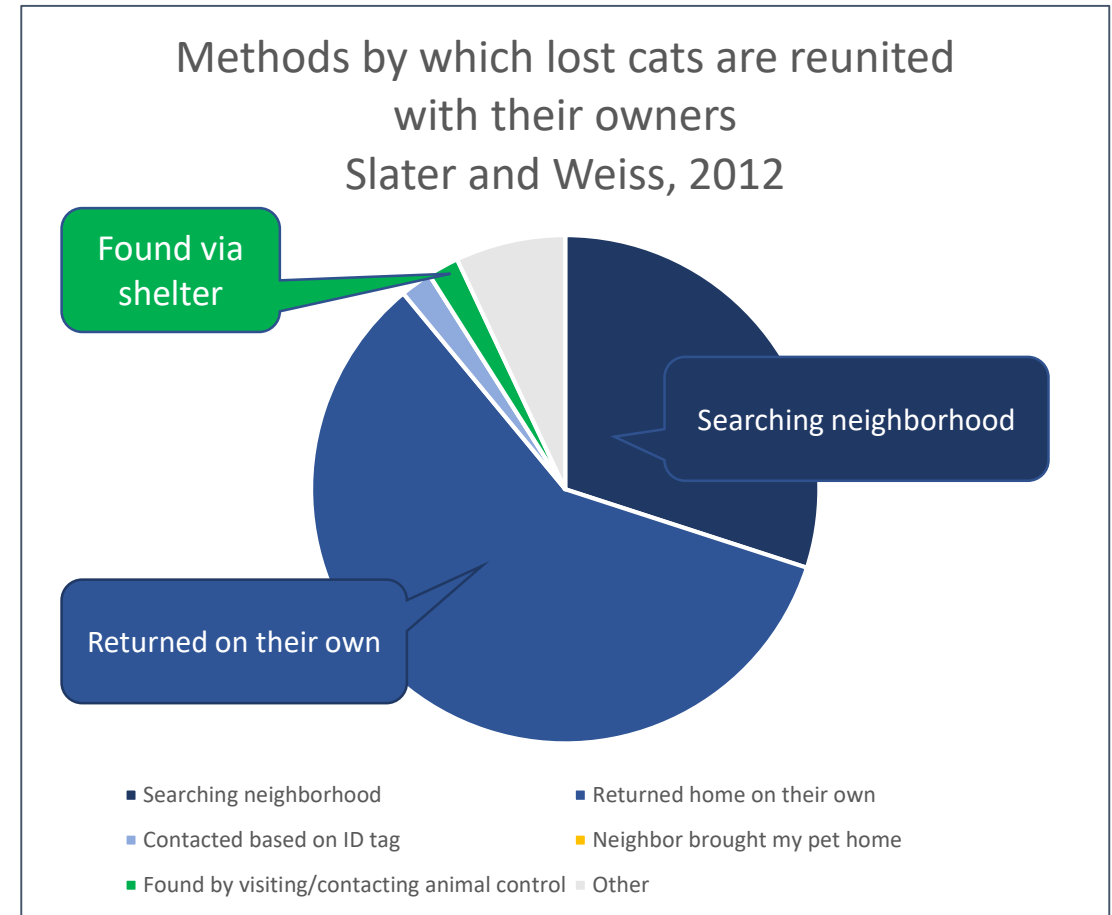 Methods by which lost cats are reunited
with their owners
Slater and Weiss, 2012
Found via
shelter
Searching neighborhood
Returned on their own
Searching neighborhood
Returned home on their own
Contacted based on ID tag
Neighbor brought my pet home
Found by visiting/contacting animal control
Other